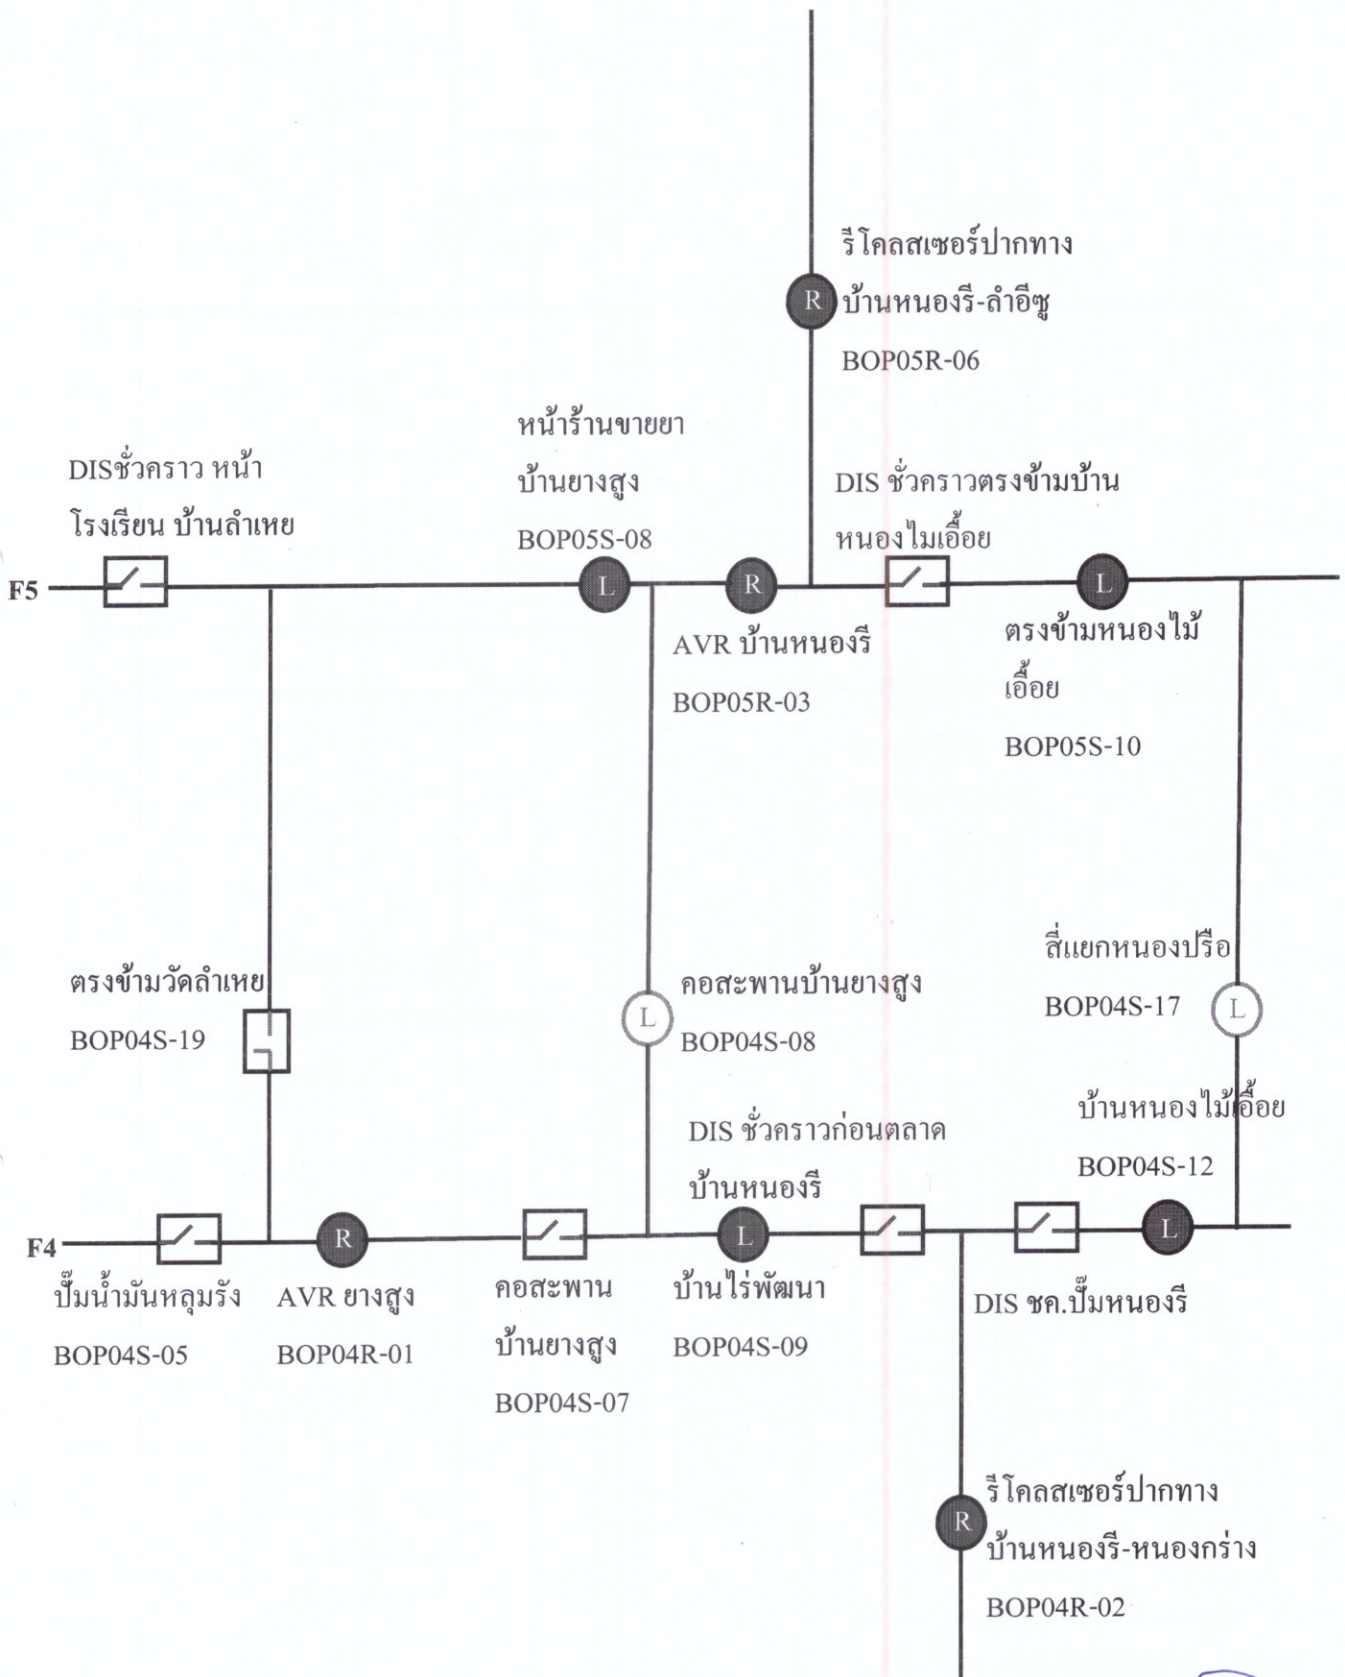 รีโคลสเซอร์ปากทาง
R
บ้านหนองรี-ลำอีซู
BOP05R-06
หน้าร้านขายยา
บ้านยางสูง
BOP05S-08
DISชั่วคราว หน้า
โรงเรียน บ้านลำเหย
DIS ชั่วคราวตรงข้ามบ้าน
หนองไมเอื้อย
F5
L
R
L
AVR บ้านหนองรี
BOP05R-03
ตรงข้ามหนองไม้
เอื้อย
BOP05S-10
ตรงข้ามวัดลำเหย
BOP04S-19
คอสะพานบ้านยางสูง
L
BOP04S-08
สี่แยกหนองปรือ
BOP04S-17
L
บ้านหนองไม้เอื้อย
BOP04S-12
DIS ชั่วคราวก่อนตลาด
บ้านหนองรี
F4
R
L
L
ปั๊มน้ำมันหลุมรัง
BOP04S-05
AVR ยางสูง
BOP04R-01
คอสะพาน
บ้านยางสูง
BOP04S-07
บ้านไร่พัฒนา
BOP04S-09
DIS ชค.ปั๊มหนองรี
รีโคลสเซอร์ปากทาง
R
บ้านหนองรี-หนองกร่าง
BOP04R-02